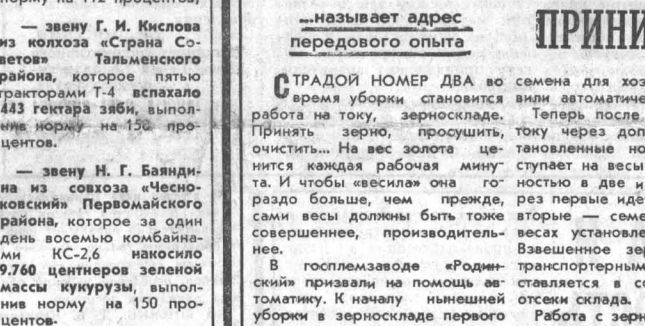 норму на 112 процентов;
— звену Г. И. Кислова
из колхоза «Страна Со-
ветов» Тальменского
района, которое пятью
тракторами Т-4 вспахало
443 гектара зяби, выпол-
нив норму на 150 про-
центов.
— звену Н. Г. Баянди-
на из совхоза «Чесно-
ковский» Первомайского
района, которое за один
день восемью комбайна-
ми КС-2,6 накосило
9.760 центнеров зеленой
массы кукурузы, выпол-
нив норму на 150 про-
центов.
...называет адрес
передового опыта
СТРАДОЙ НОМЕР ДВА во
время уборки становится
работа на току, зерноскладе.
Принять зерно, просушить,
очистить... На вес золота це-
нится каждая рабочая мину-
та. И чтобы «весила» она го-
раздо больше, чем прежде,
сами весы должны быть тоже
совершеннее, производитель-
нее.
В госплемзаводе «Родин-
ский» призвали на помощь ав-
томатику. К началу нынешней
уборки в зерноскладе первого
ПРИНИ
семена для хоз
вили автоматиче
Теперь после
току через доп
тановленные но
ступает на весы
ностью в две и
рез первые идё
вторые — семе
весах установле
Взвешенное зе
транспортерным
ставляется в со
отсеки склада.
Работа с зерн